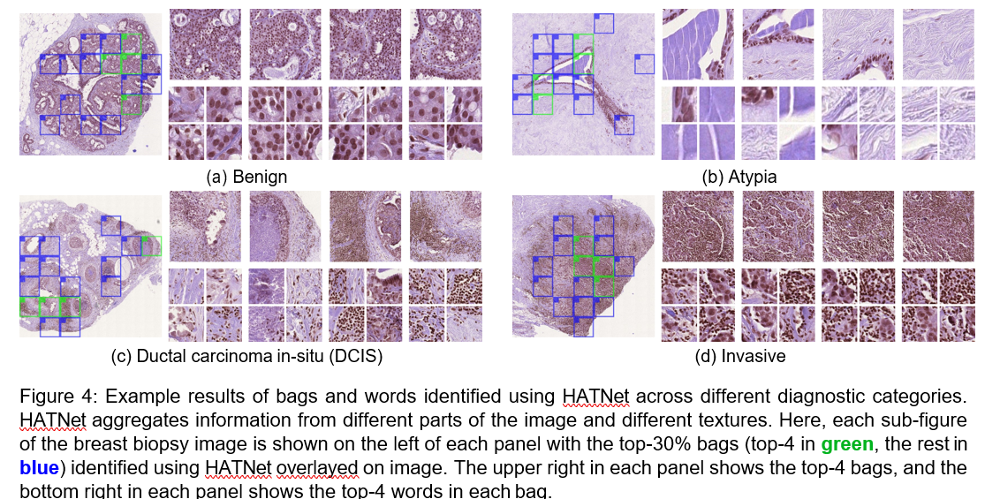 (a) Benign
(b) Atypia
(c) Ductal carcinoma in-situ (DCIS)
(d) Invasive
Figure 4: Example results of bags and words identified using HATNet across different diagnostic categories.
HATNet aggregates information from different parts of the image and different textures. Here, each sub-figure
of the breast biopsy image is shown on the left of each panel with the top-30% bags (top-4 in green, the rest in
blue) identified using HATNet overlayed on image. The upper right in each panel shows the top-4 bags, and the
bottom right in each panel shows the top-4 words in each bag.